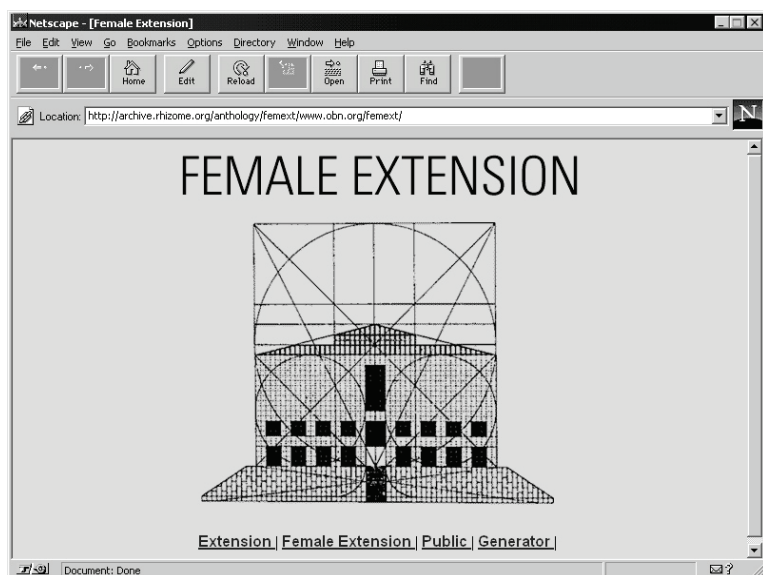 Netscape - [Female Extension]
File Edit View Go Bookmarks Options Directory Window Help
Home Edit Reload Open Print Find
Location: http://archive.rhizome.org/anthology/femext/www.obn.org/femext/
N
FEMALE EXTENSION
Extension | Female Extension | Public | Generator |
Document: Done